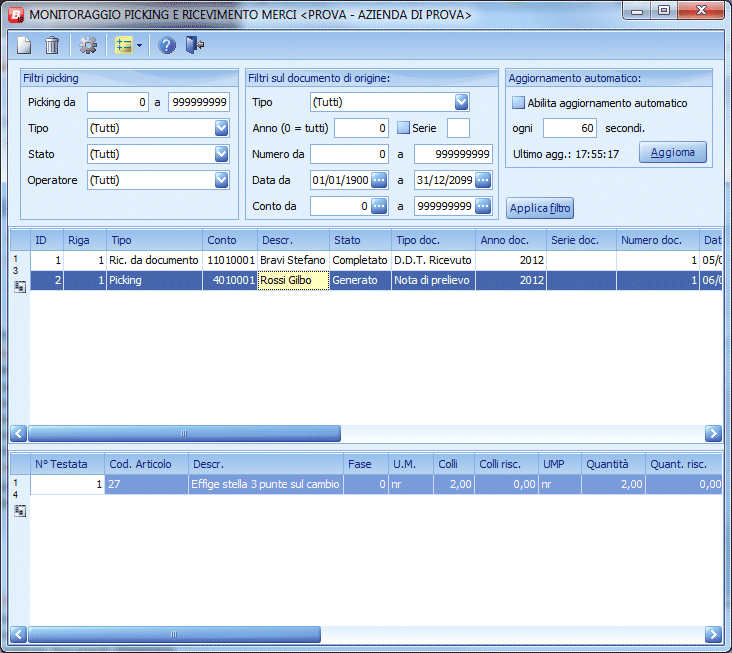 MONITORAGGIO PICKING E RICEVIMENTO MERCI <PROVA - AZIENDA DI PROVA>
Filtri picking
Picking da 0 a 999999999
Tipo (Tutti)
Stato (Tutti)
Operatore (Tutti)
Filtri sul documento di origine:
Tipo (Tutti)
Anno (0 = tutti) 0 Serie
Numero da 0 a 999999999
Data da 01/01/1900 a 31/12/2099
Conto da 0 a 999999999
Aggiornamento automatico:
Abilita aggiornamento automatico
ogni 60 secondi.
Ultimo agg.: 17:55:17 Aggiorna
Applica filtro
ID Riga Tipo Conto Descr. Stato Tipo doc. Anno doc. Serie doc. Numero doc. Dat
1 1 Ric. da documento 11010001 Bravi Stefano Completato D.D.T. Ricevuto 2012 1 05/0
2 1 Picking 4010001 Rossi Gilbo Generato Nota di prelievo 2012 1 06/0
1
3
N° Testata Cod. Articolo Descr. Fase U.M. Colli Colli risc. UMP Quantità Quant. risc.
1 27 Effige stella 3 punte sul cambio 0 nr 2,00 0,00 nr 2,00 0,00
1
4